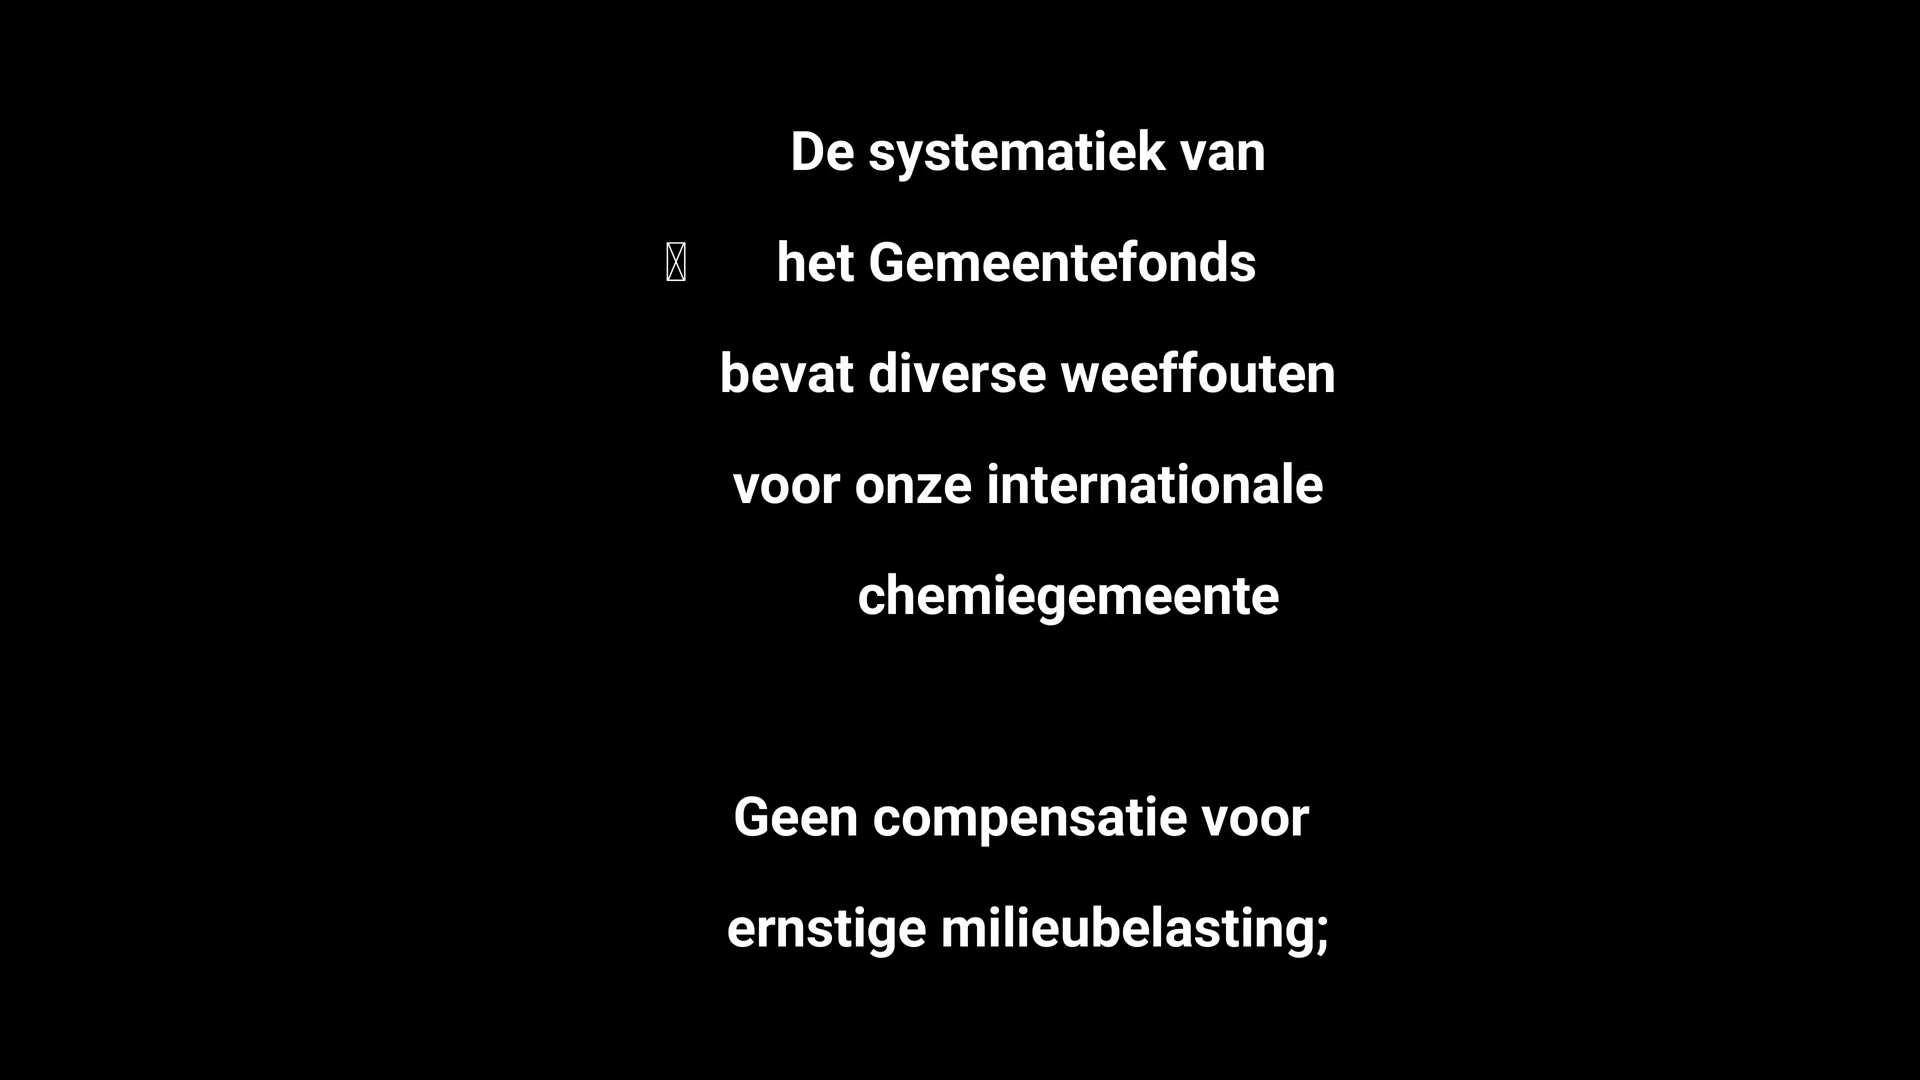 De systematiek van
het Gemeentefonds
bevat diverse weeffouten
voor onze internationale
chemiegemeente
Geen compensatie voor
ernstige milieubelasting;